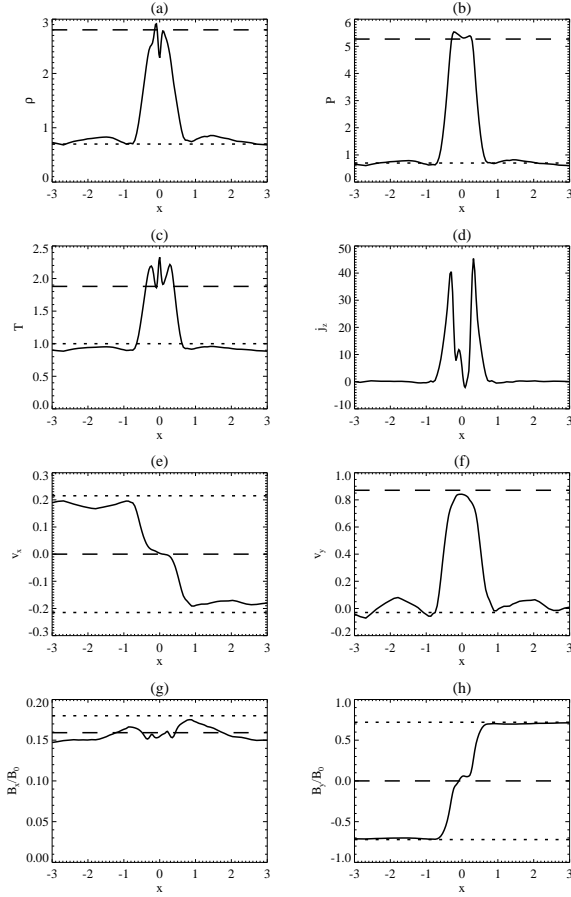 (a) (b)
3
2
1
0
ρ
-3 -2 -1 0 1 2 3
x
6
5
4
3
2
1
0
P
-3 -2 -1 0 1 2 3
x
(c) (d)
2.5
2.0
1.5
1.0
0.5
0.0
T
-3 -2 -1 0 1 2 3
x
50
40
30
20
10
0
-10
j_z
-3 -2 -1 0 1 2 3
x
(e) (f)
0.3
0.2
0.1
0.0
-0.1
-0.2
-0.3
v_x
-3 -2 -1 0 1 2 3
x
1.0
0.8
0.6
0.4
0.2
0.0
-0.2
v_y
-3 -2 -1 0 1 2 3
x
(g) (h)
0.20
0.15
0.10
0.05
0.00
B_x/B_0
-3 -2 -1 0 1 2 3
x
1.0
0.5
0.0
-0.5
-1.0
B_y/B_0
-3 -2 -1 0 1 2 3
x